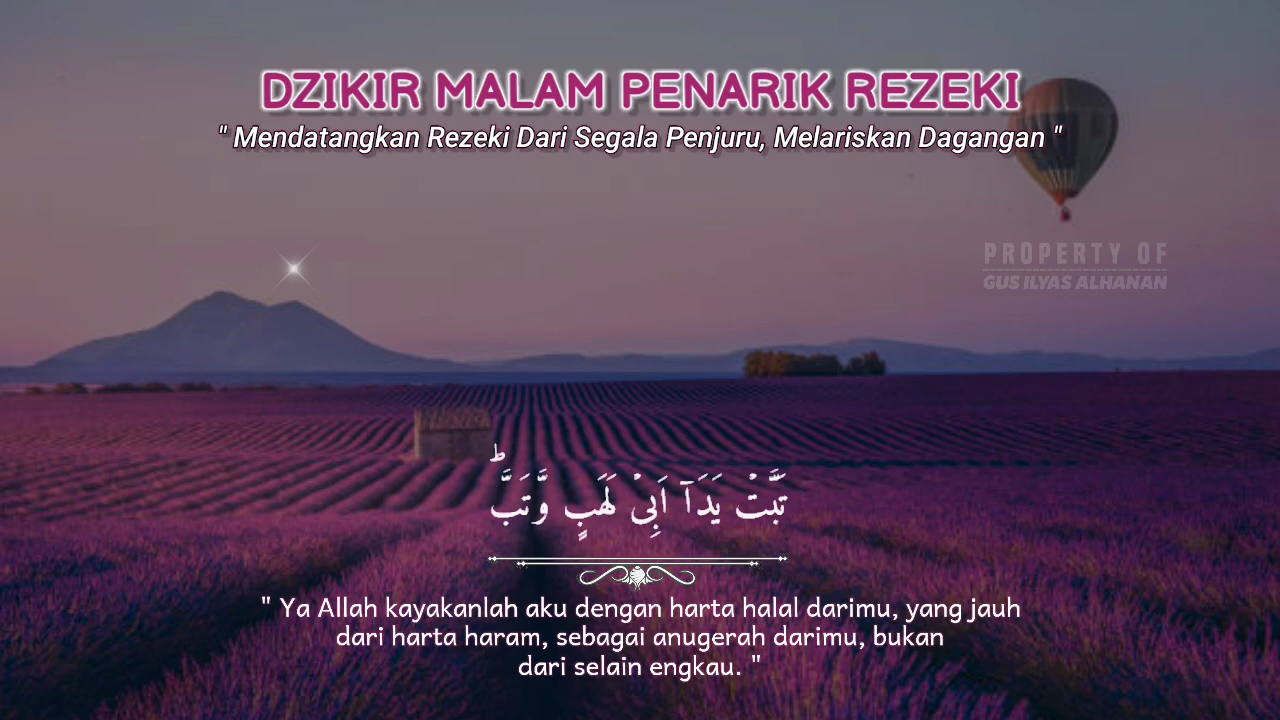 DZIKIR MALAM PENARIK REZEKI
" Mendatangkan Rezeki Dari Segala Penjuru, Melariskan Dagangan "
PROPERTY OF
GUS ILYAS ALHANAN
تَبَّتْ يَدَآ اَبِيْ لَهَبٍ وَّتَبَّۗ
" Ya Allah kayakanlah aku dengan harta halal darimu, yang jauh
dari harta haram, sebagai anugerah darimu, bukan
dari selain engkau. "